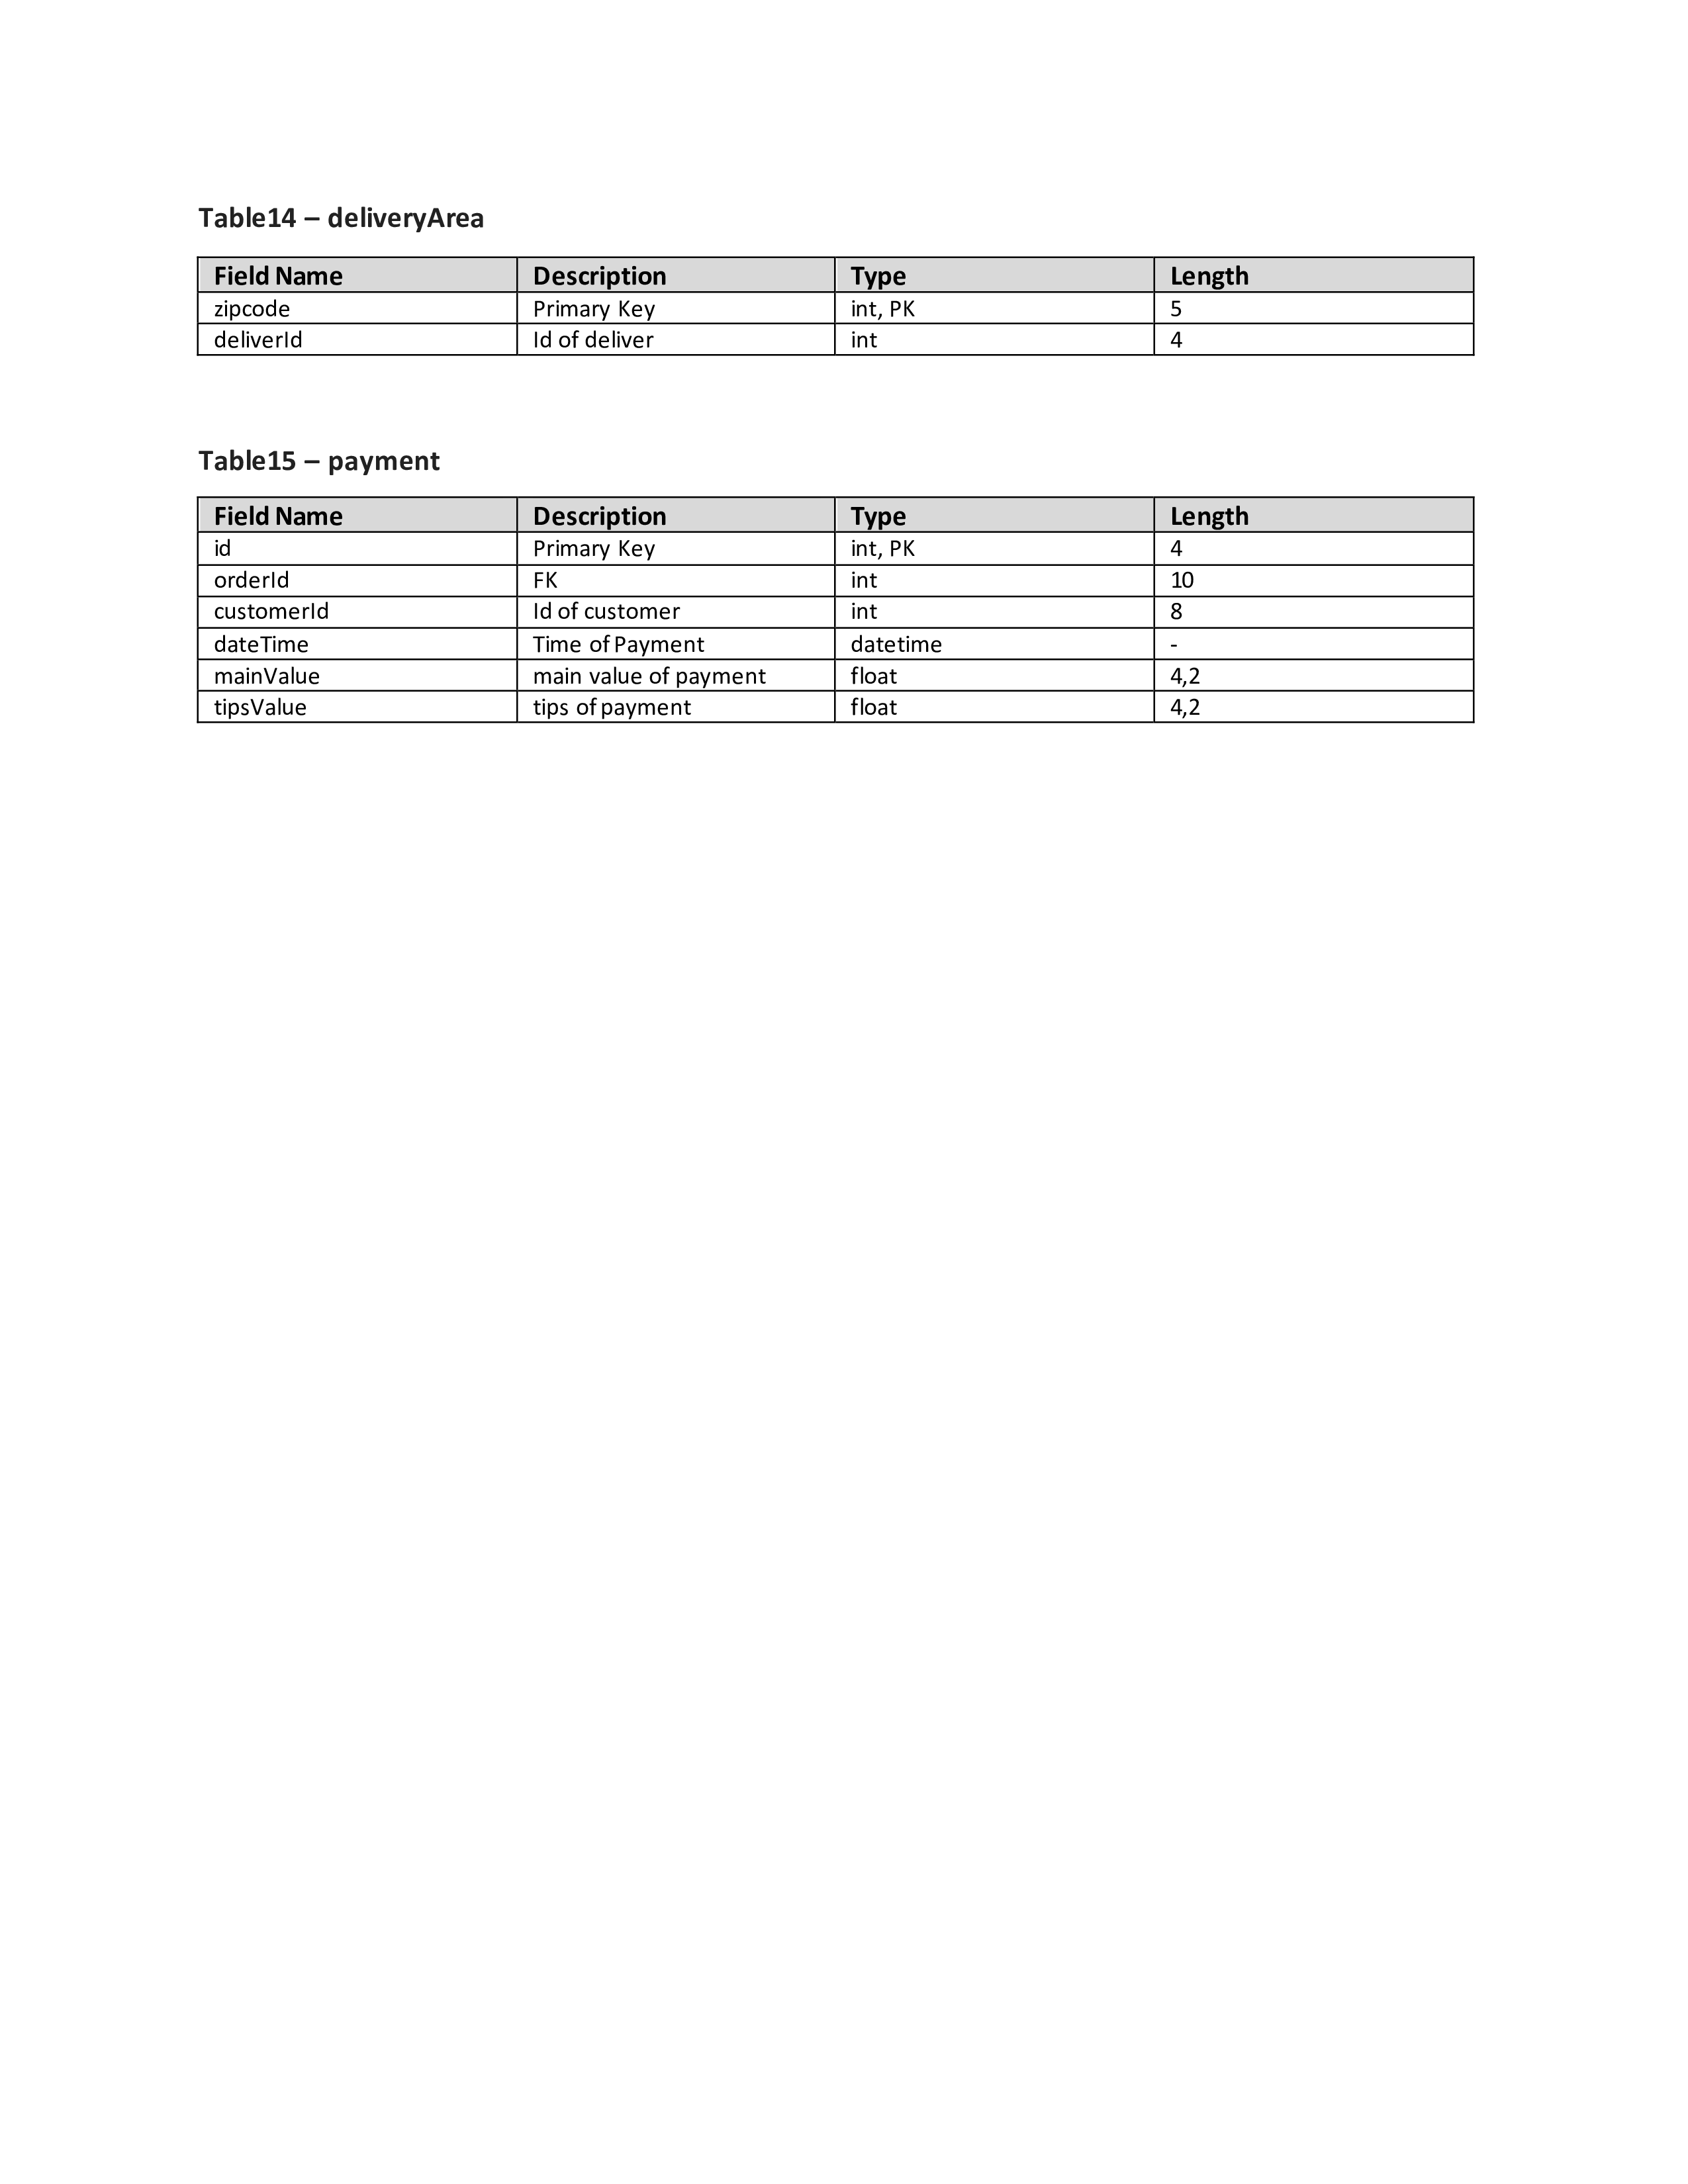 Table14 – deliveryArea
Field Name Description Type Length
zipcode Primary Key int, PK 5
deliverId Id of deliver int 4
Table15 – payment
Field Name Description Type Length
id Primary Key int, PK 4
orderId FK int 10
customerId Id of customer int 8
dateTime Time of Payment datetime -
mainValue main value of payment float 4,2
tipsValue tips of payment float 4,2